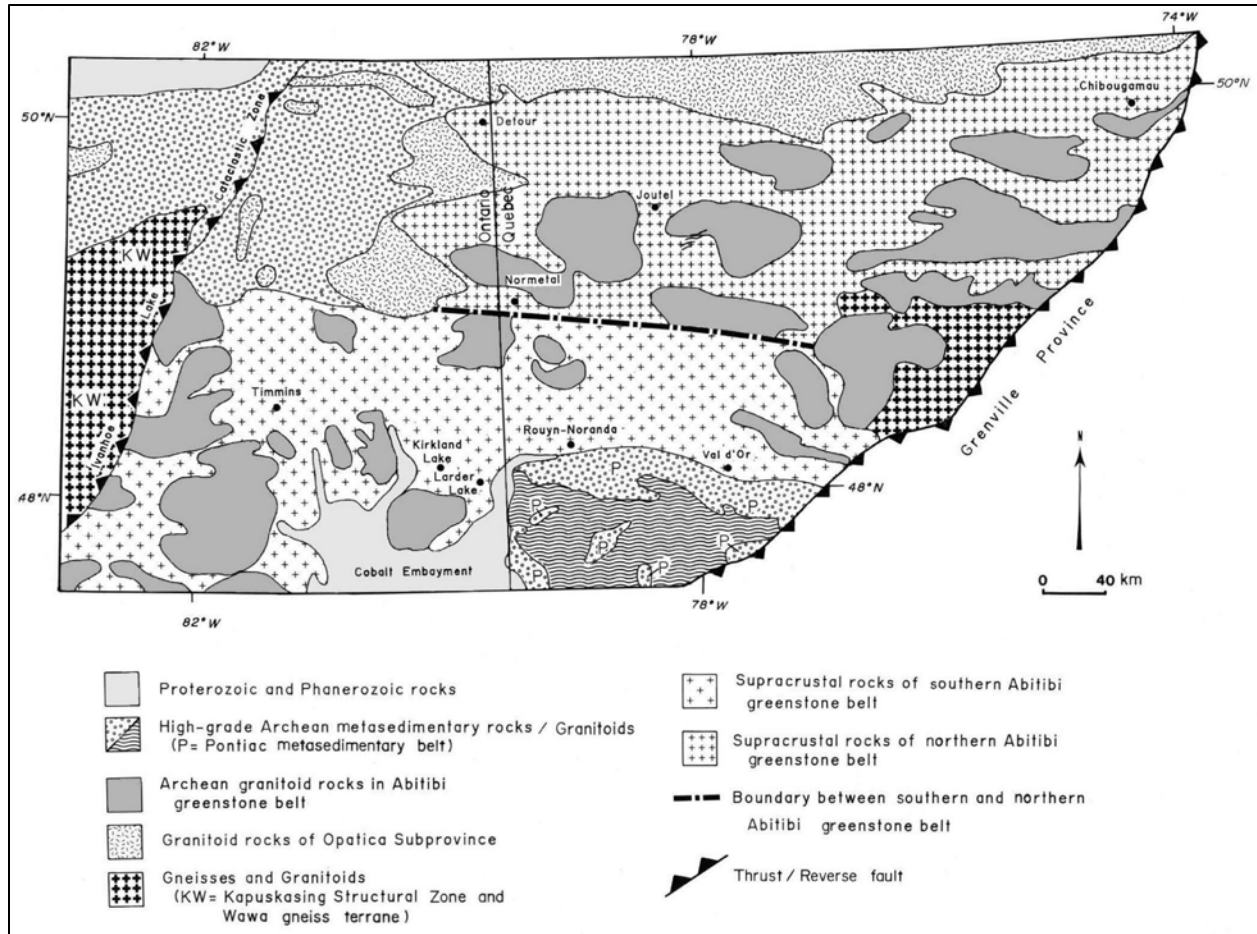 82°W
78°W
74°W
50°N
50°N
Chibougamau
Detour
Cataclastic Zone
Ontario
Quebec
Joutel
KW
Normetal
Lake
Grenville Province
Timmins
KW
Ivanhoe
Kirkland
Lake
Larder
Lake
Rouyn-Noranda
Val d'Or
P
P
48°N
48°N
P
P
P
P
P
P
N
Cobalt Embayment
0 40 km
82°W
78°W
Proterozoic and Phanerozoic rocks
High-grade Archean metasedimentary rocks / Granitoids
(P= Pontiac metasedimentary belt)
Archean granitoid rocks in Abitibi
greenstone belt
Granitoid rocks of Opatica Subprovince
Gneisses and Granitoids
(KW= Kapuskasing Structural Zone and
Wawa gneiss terrane)
Supracrustal rocks of southern Abitibi
greenstone belt
Supracrustal rocks of northern Abitibi
greenstone belt
Boundary between southern and northern
Abitibi greenstone belt
Thrust / Reverse fault